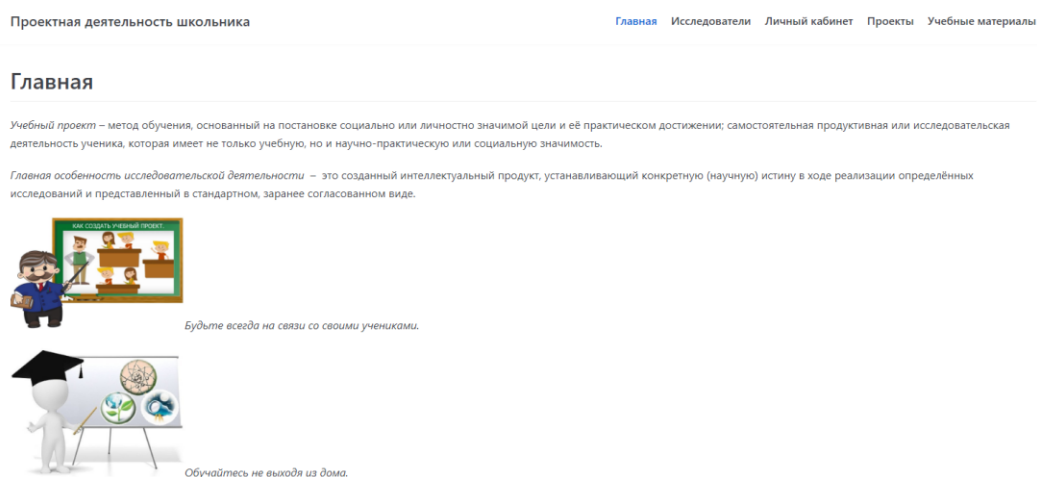 Проектная деятельность школьника
Главная Исследователи Личный кабинет Проекты Учебные материалы
Главная
Учебный проект – метод обучения, основанный на постановке социально или личностно значимой цели и её практическом достижении; самостоятельная продуктивная или исследовательская
деятельность ученика, которая имеет не только учебную, но и научно-практическую или социальную значимость.
Главная особенность исследовательской деятельности – это созданный интеллектуальный продукт, устанавливающий конкретную (научную) истину в ходе реализации определённых
исследований и представленный в стандартном, заранее согласованном виде.
КАК СОЗДАТЬ УЧЕБНЫЙ ПРОЕКТ
Будьте всегда на связи со своими учениками.
Обучайтесь не выходя из дома.